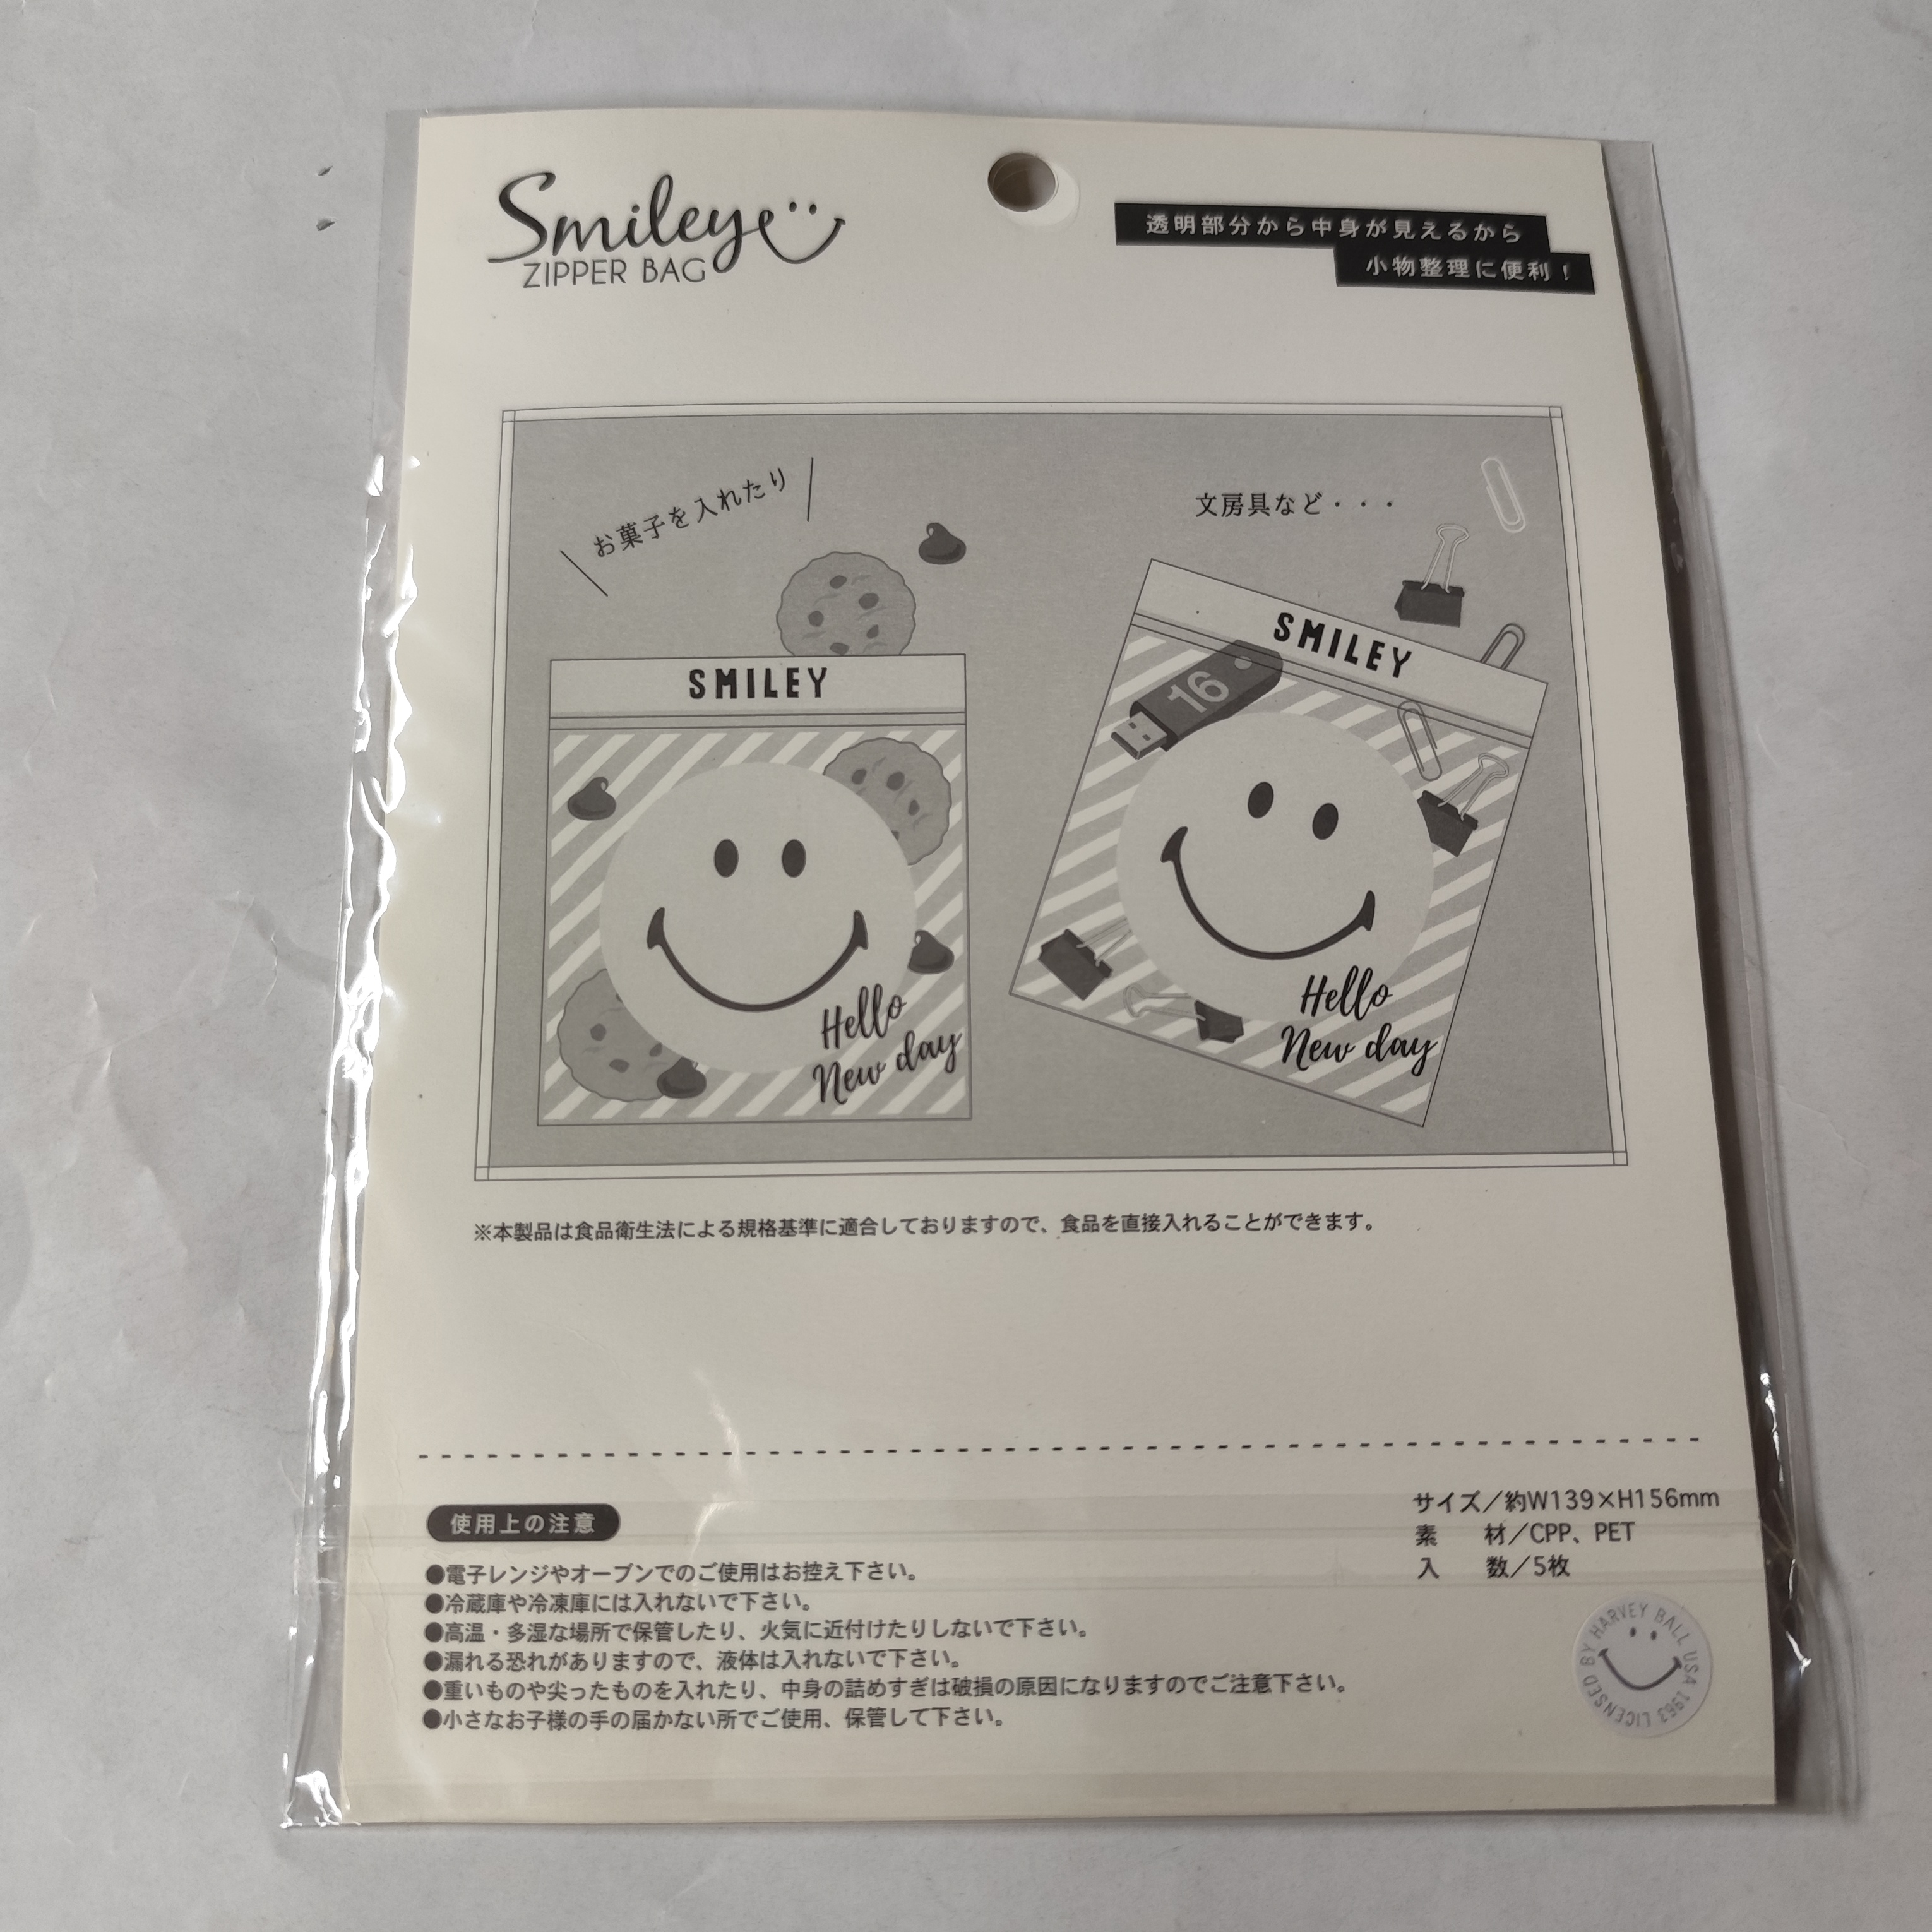 Smiley
ZIPPER BAG
透明部分から中身が見えるから
小物整理に便利！
お菓子を入れたり
文房具など・・・
SMILEY
Hello
New day
SMILEY
16
Hello
New day
※本製品は食品衛生法による規格基準に適合しておりますので、食品を直接入れることができます。
使用上の注意
●電子レンジやオーブンでのご使用はお控え下さい。
●冷蔵庫や冷凍庫には入れないで下さい。
●高温・多湿な場所で保管したり、火気に近付けたりしないで下さい。
●漏れる恐れがありますので、液体は入れないで下さい。
●重いものや尖ったものを入れたり、中身の詰めすぎは破損の原因になりますのでご注意下さい。
●小さなお子様の手の届かない所でご使用、保管して下さい。
サイズ／約W139×H156mm
素　材／CPP、PET
入　数／5枚
HARVEY BALL USA 1963 LICENSED BY